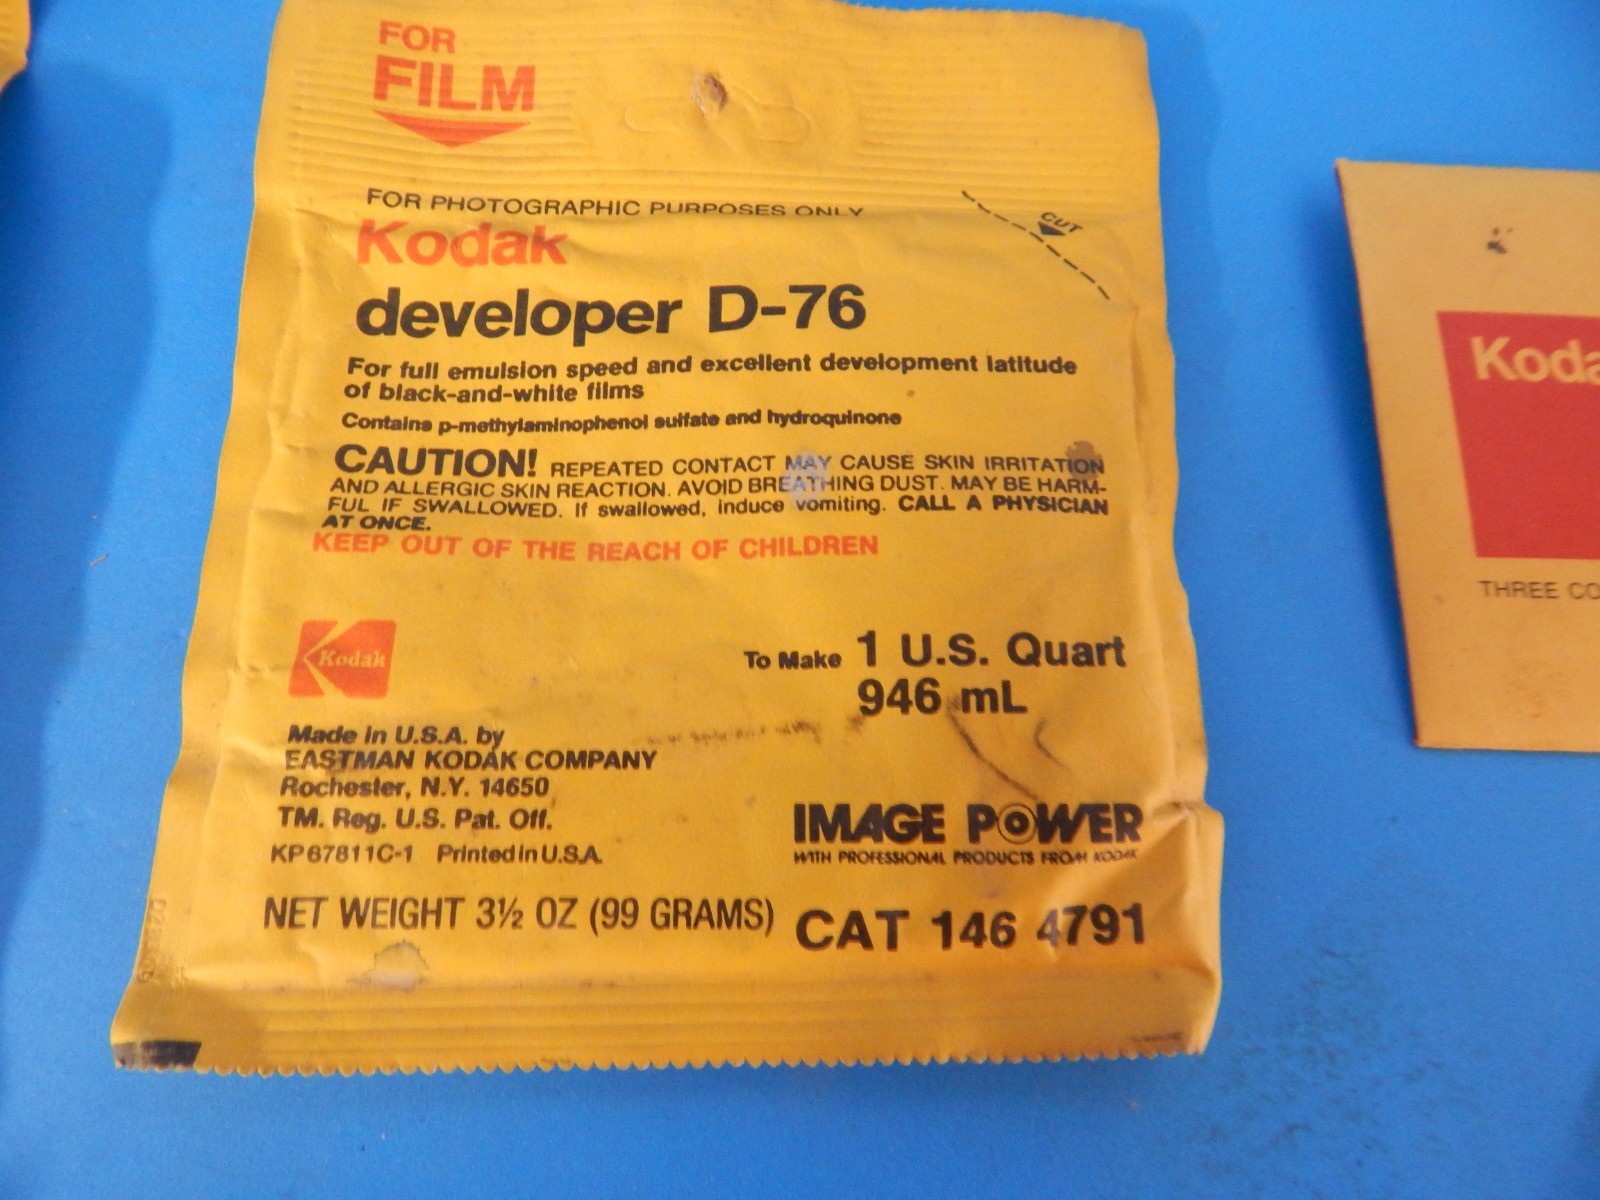 FOR
FILM
FOR PHOTOGRAPHIC PURPOSES ONLY
CUT
Kodak
developer D-76
For full emulsion speed and excellent development latitude
of black-and-white films
Contains p-methylaminophenol sulfate and hydroquinone
CAUTION! REPEATED CONTACT MAY CAUSE SKIN IRRITATION
AND ALLERGIC SKIN REACTION. AVOID BREATHING DUST. MAY BE HARM-
FUL IF SWALLOWED. If swallowed, induce vomiting. CALL A PHYSICIAN
AT ONCE.
KEEP OUT OF THE REACH OF CHILDREN
Kodak
To Make 1 U.S. Quart
946 mL
Made in U.S.A. by
EASTMAN KODAK COMPANY
Rochester, N.Y. 14650
TM. Reg. U.S. Pat. Off.
KP67811C-1 Printed in U.S.A.
IMAGE POWER
WITH PROFESSIONAL PRODUCTS FROM KODAK
NET WEIGHT 3½ OZ (99 GRAMS)
CAT 146 4791
Koda
THREE CO